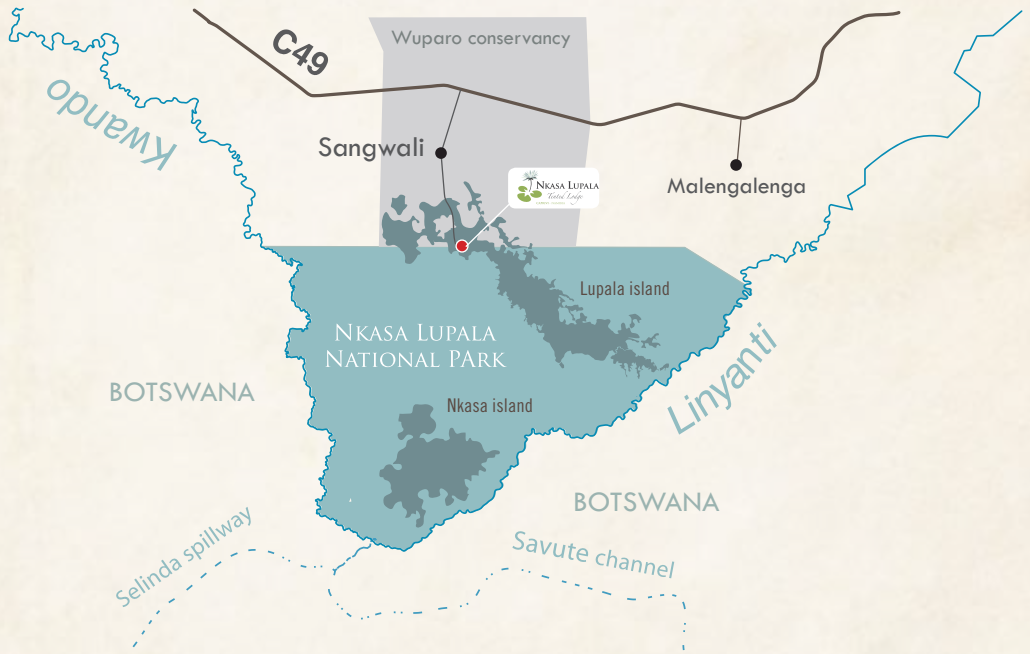 Wuparo conservancy
C49
Kwando
Sangwali
NKASA LUPALA
Tented Lodge
Malengalenga
Lupala island
NKASA LUPALA
NATIONAL PARK
Linyanti
BOTSWANA
Nkasa island
BOTSWANA
Selinda spillway
Savute channel